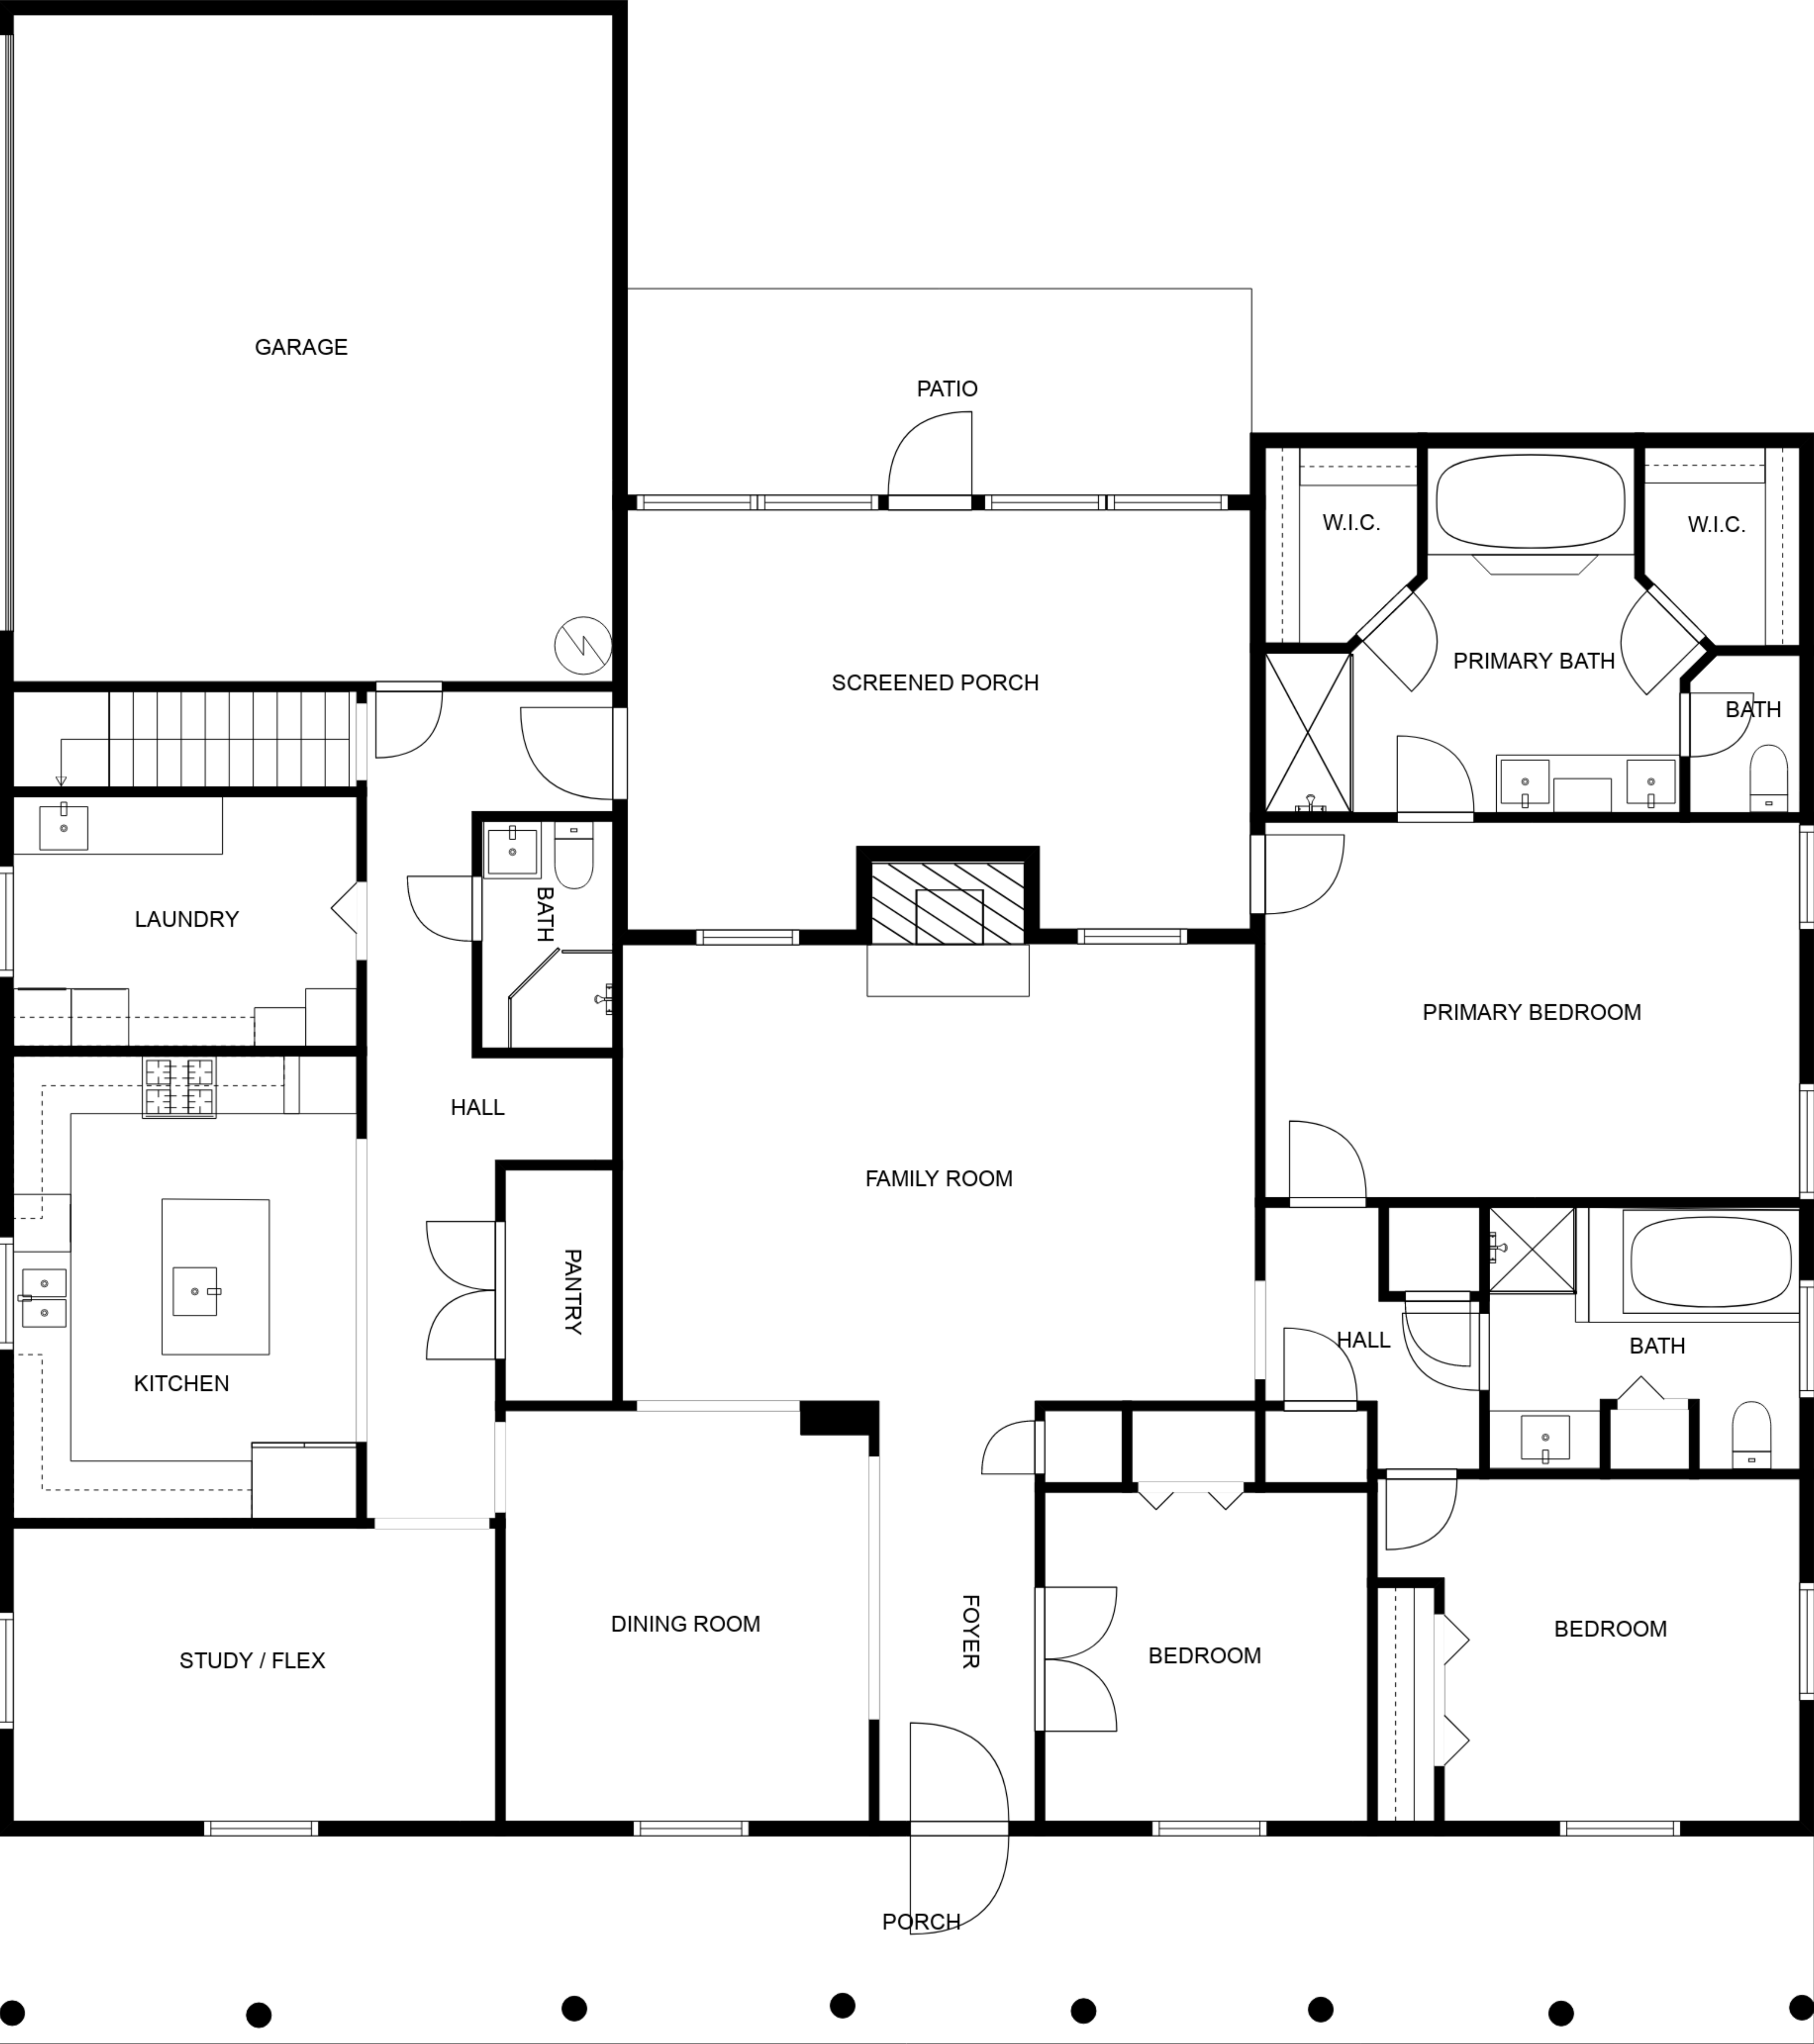 GARAGE
PATIO
W.I.C.
W.I.C.
PRIMARY BATH
SCREENED PORCH
BATH
LAUNDRY
BATH
PRIMARY BEDROOM
HALL
FAMILY ROOM
PANTRY
HALL
BATH
KITCHEN
DINING ROOM
FOYER
BEDROOM
BEDROOM
STUDY / FLEX
PORCH